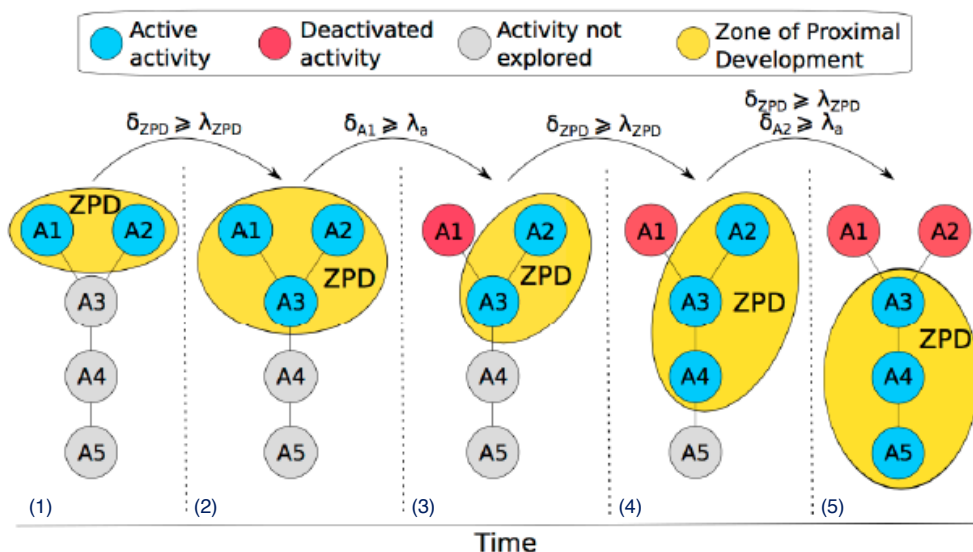 Active activity
Deactivated activity
Activity not explored
Zone of Proximal Development
δZPD ⩾ λZPD
δA1 ⩾ λa
δZPD ⩾ λZPD
δZPD ⩾ λZPD
δA2 ⩾ λa
ZPD
A1
A2
A3
A4
A5
(1)
A1
A2
ZPD
A3
A4
A5
(2)
A1
A2
ZPD
A3
A4
A5
(3)
A1
A2
A3
ZPD
A4
A5
(4)
A1
A2
A3
ZPD
A4
A5
(5)
Time